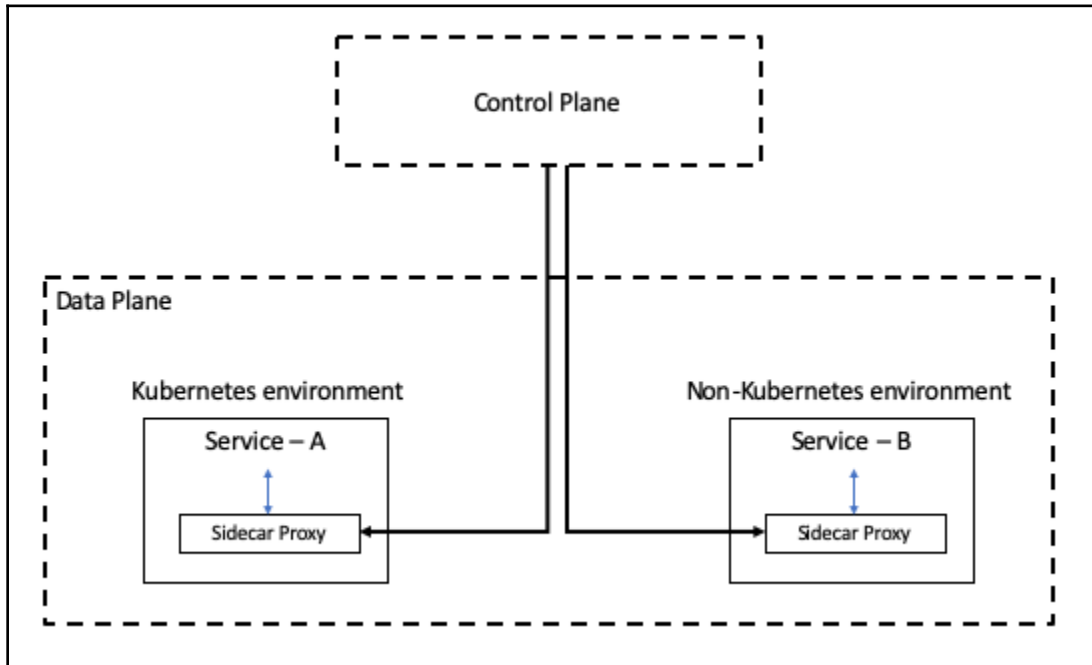 Control Plane
Data Plane
Kubernetes environment
Non-Kubernetes environment
Service – A
Service – B
Sidecar Proxy
Sidecar Proxy